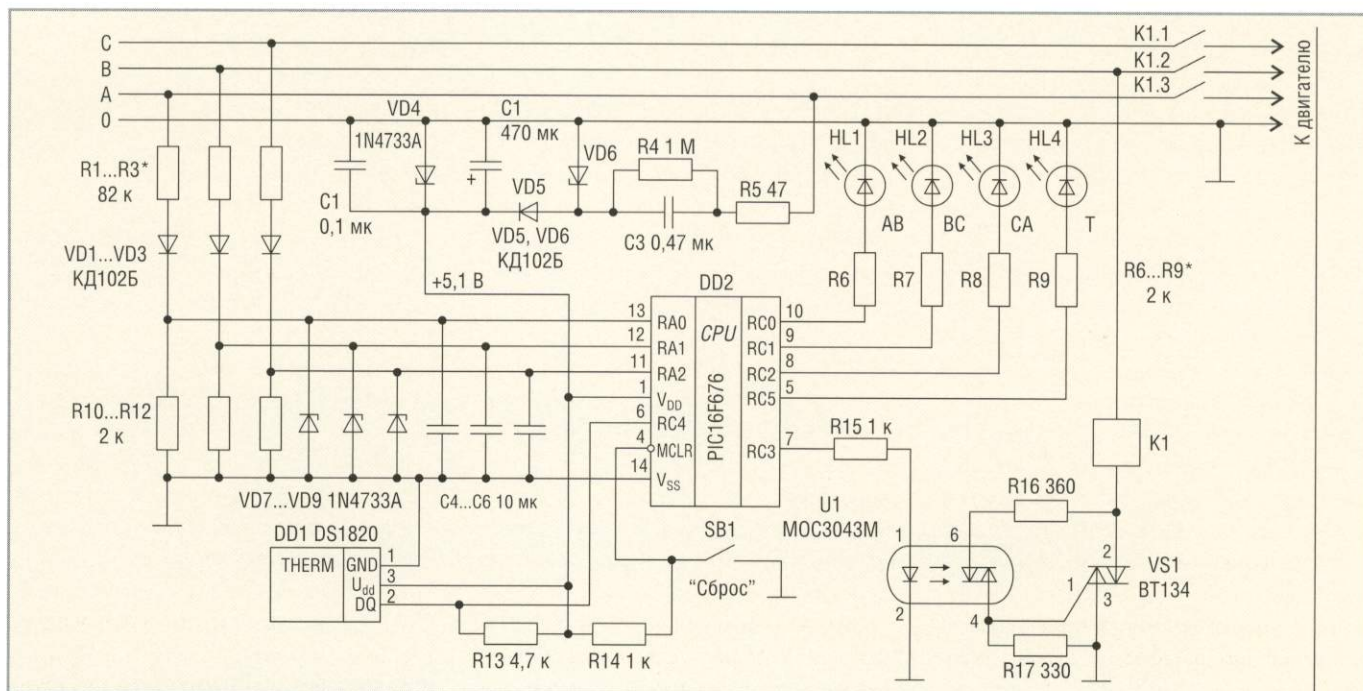 C
B
A
0
K1.1
K1.2
K1.3
К двигателю
VD4
1N4733A
C1
470 мк
+
VD6
R4 1 М
R5 47
C3 0,47 мк
VD5
VD5, VD6
КД102Б
C1
0,1 мк
R1...R3*
82 к
VD1...VD3
КД102Б
+5,1 В
HL1
HL2
HL3
HL4
AB
BC
CA
T
R6
R7
R8
R9
R6...R9*
2 к
DD2
13
12
11
1
6
4
14
RA0
RA1
RA2
VDD
RC4
MCLR
VSS
CPU
PIC16F676
RC0
RC1
RC2
RC5
RC3
10
9
8
5
7
R15 1 к
K1
R10...R12
2 к
VD7...VD9 1N4733A
C4...C6 10 мк
DD1 DS1820
THERM
GND
Udd
DQ
1
3
2
R13 4,7 к
R14 1 к
SB1
“Сброс”
U1
MOC3043M
1
2
6
4
R16 360
R17 330
2
1
3
VS1
BT134